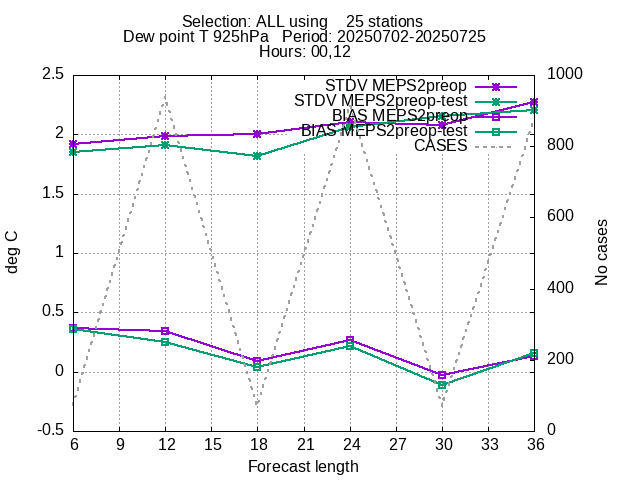 Selection: ALL using    25 stations
Dew point T 925hPa   Period: 20250702-20250725
Hours: 00,12
STDV MEPS2preop
STDV MEPS2preop-test
BIAS MEPS2preop
BIAS MEPS2preop-test
CASES
2.5
2
1.5
1
0.5
0
-0.5
deg C
1000
800
600
400
200
0
No cases
6 9 12 15 18 21 24 27 30 33 36
Forecast length